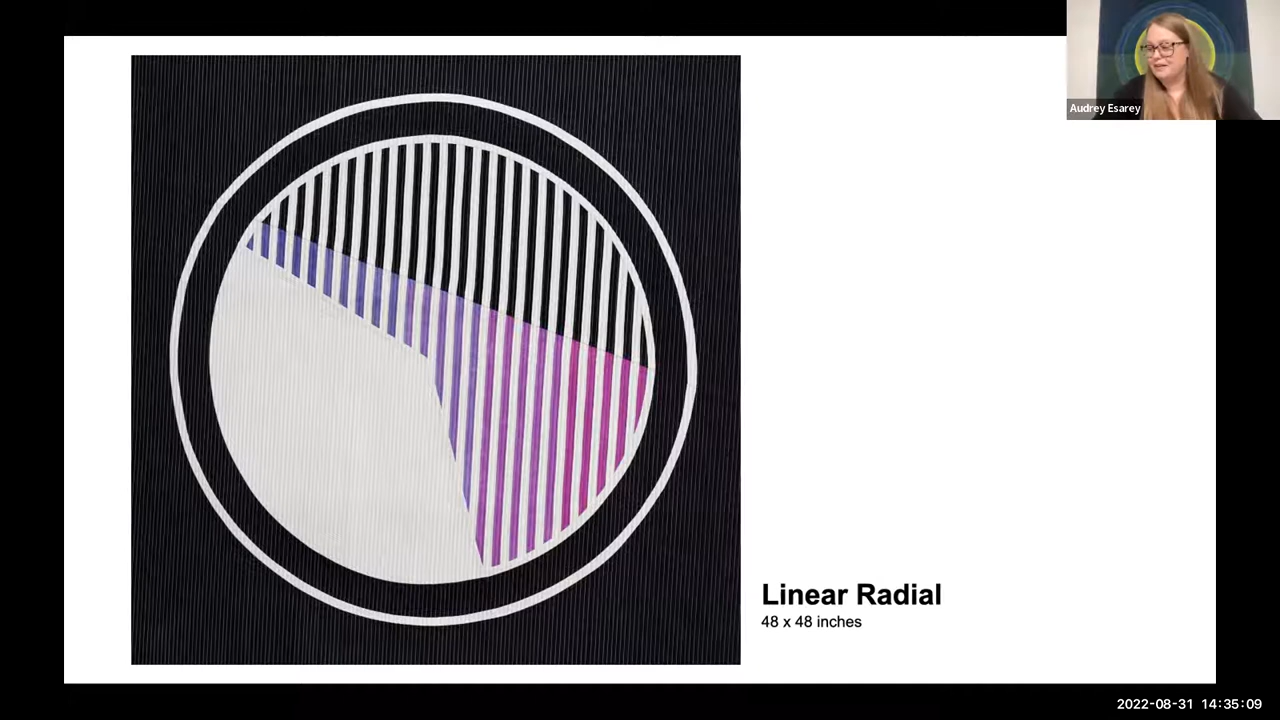 Audrey Esarey
Linear Radial
48 x 48 inches
2022-08-31 14:35:09